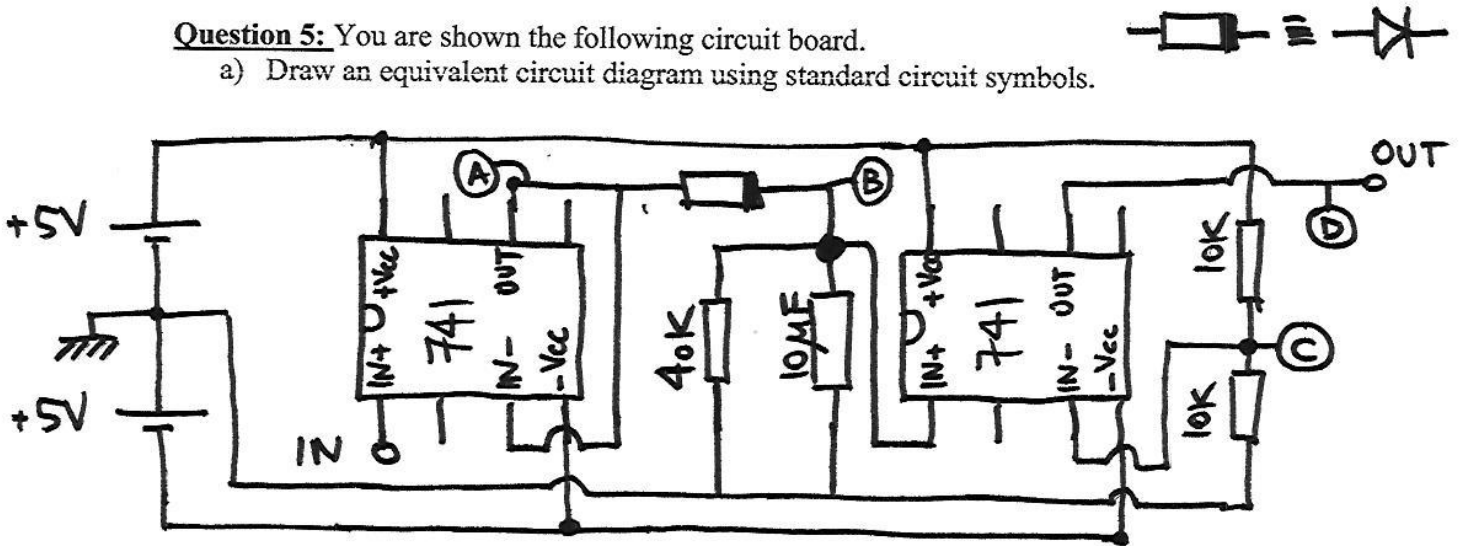 Question 5: You are shown the following circuit board.
a) Draw an equivalent circuit diagram using standard circuit symbols.
OUT
A
B
+5V
D
10K
+Vcc
OUT
741
IN+
IN-
-Vcc
40K
10µF
+Vcc
OUT
741
IN+
IN-
-Vcc
C
+5V
10K
IN